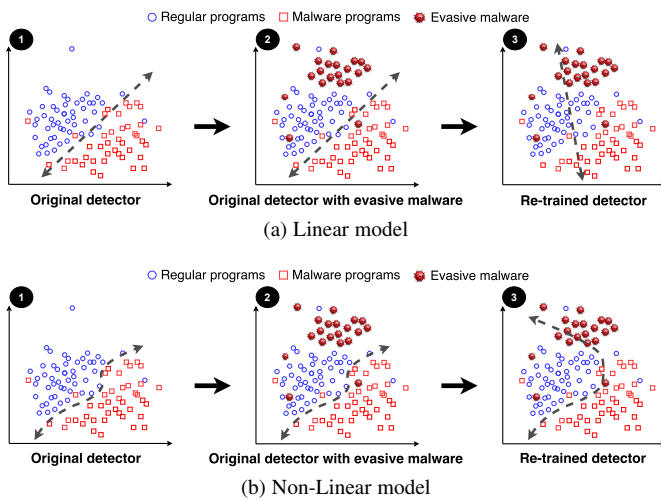 Regular programs Malware programs Evasive malware
1 2 3
Original detector Original detector with evasive malware Re-trained detector
(a) Linear model
Regular programs Malware programs Evasive malware
1 2 3
Original detector Original detector with evasive malware Re-trained detector
(b) Non-Linear model